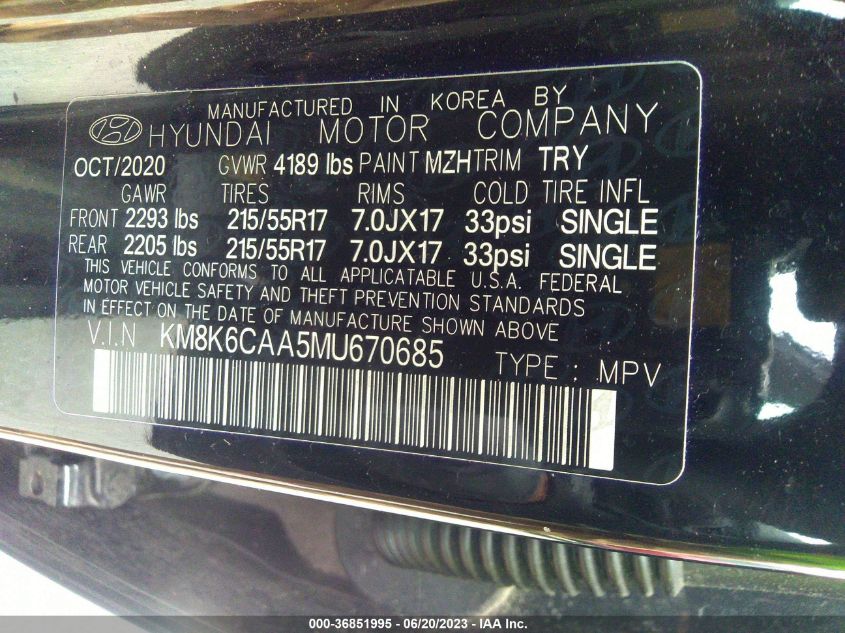 MANUFACTURED IN KOREA BY
HYUNDAI MOTOR COMPANY
OCT/2020 GVWR 4189 lbs PAINT MZH TRIM TRY
GAWR TIRES RIMS COLD TIRE INFL
FRONT 2293 lbs 215/55R17 7.0JX17 33psi SINGLE
REAR 2205 lbs 215/55R17 7.0JX17 33psi SINGLE
THIS VEHICLE CONFORMS TO ALL APPLICATABLE U.S.A. FEDERAL
MOTOR VEHICLE SAFETY AND THEFT PREVENTION STANDARDS
IN EFFECT ON THE DATE OF MANUFACTURE SHOWN ABOVE.
V.I.N KM8K6CAA5MU670685 TYPE : MPV
000-36851995 - 06/20/2023 - IAA Inc.